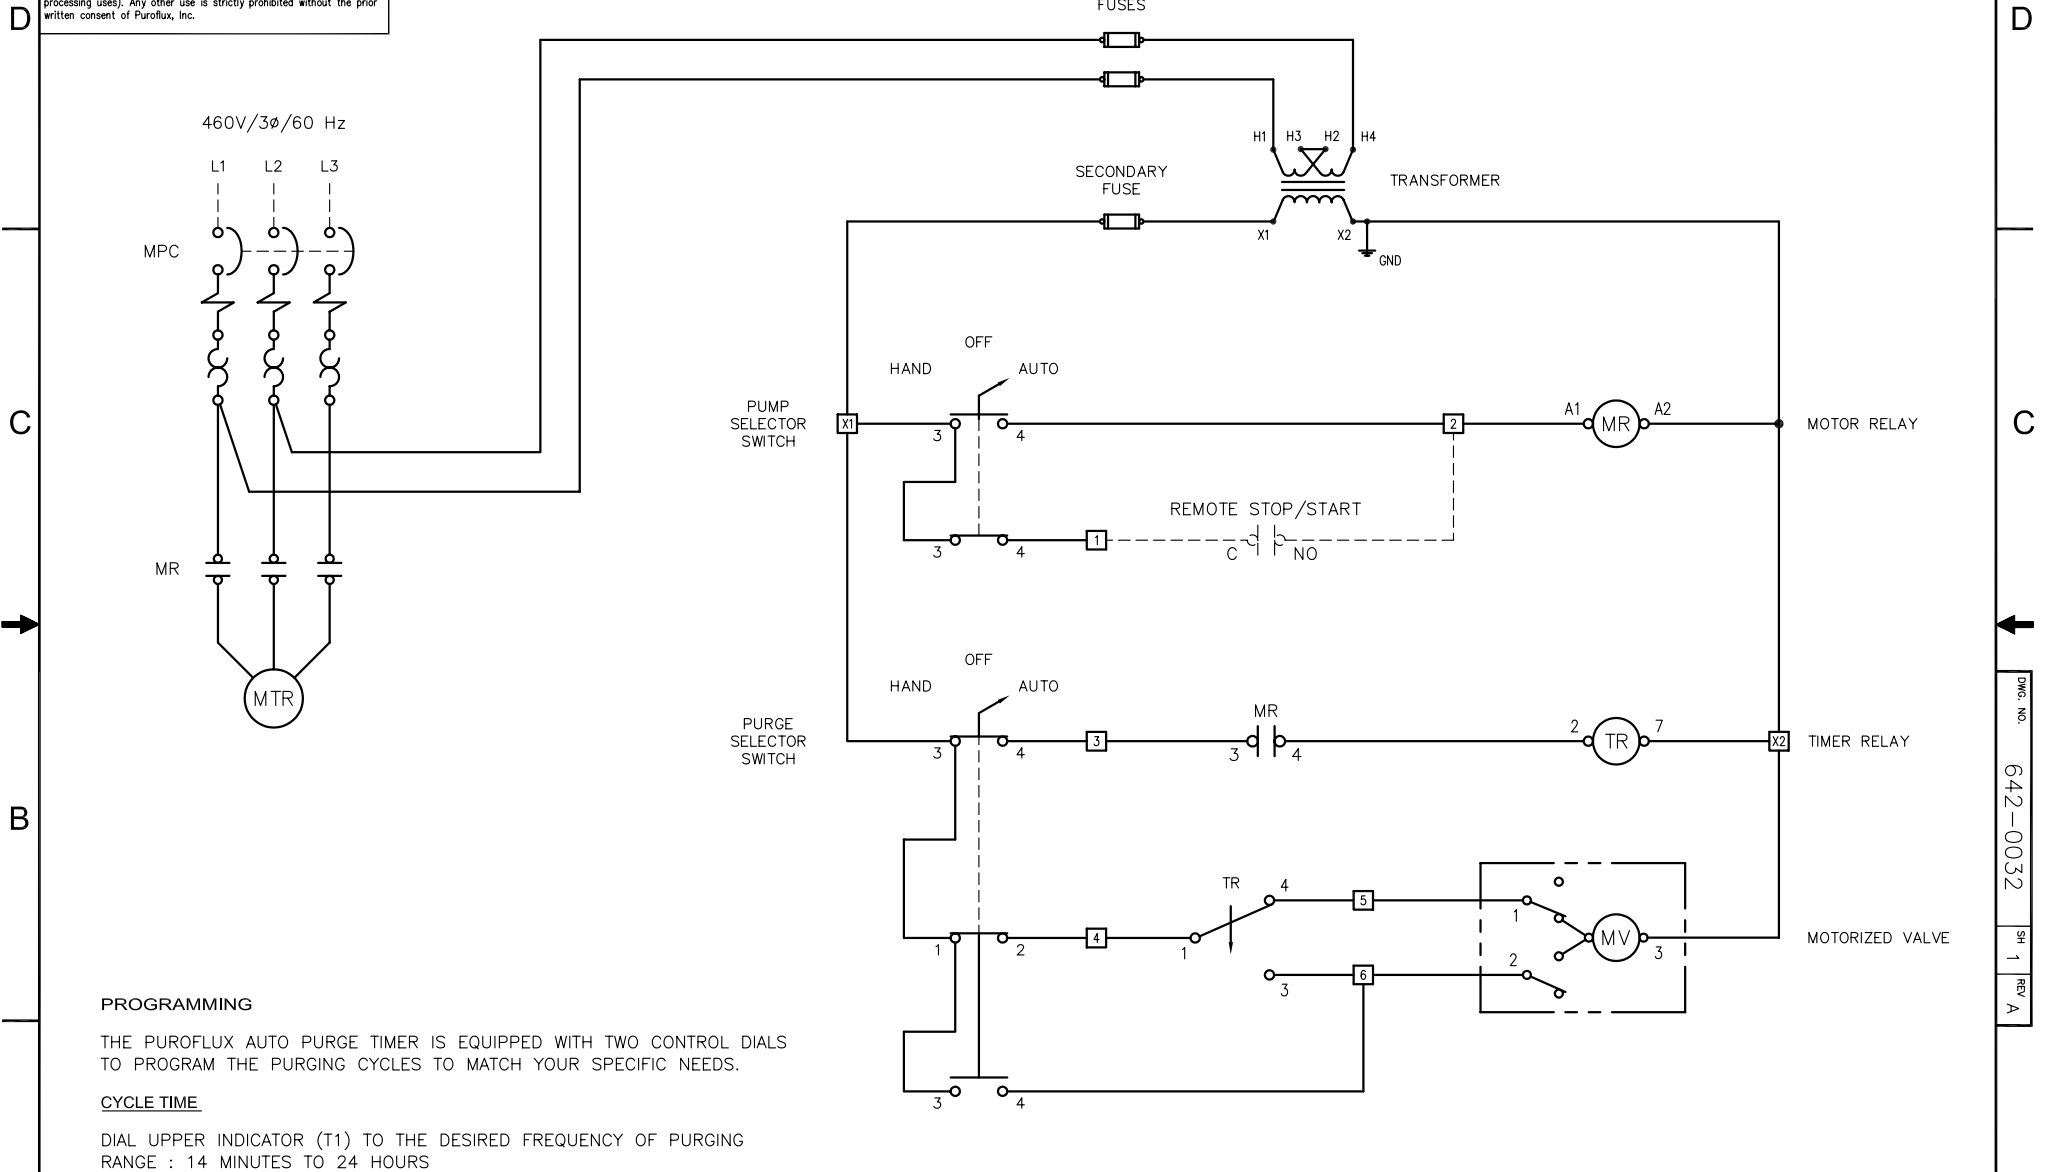 D
processing uses). Any other use is strictly prohibited without the prior
written consent of Puroflux, Inc.
FUSES
D
460V/3ø/60 Hz
L1 L2 L3
H1 H3 H2 H4
SECONDARY
FUSE
TRANSFORMER
X1 X2
GND
MPC
OFF
HAND AUTO
PUMP
SELECTOR
SWITCH
X1
3 4
2
A1 MR A2
MOTOR RELAY
C
C
REMOTE STOP/START
3 4
1
C NO
MR
MTR
OFF
HAND AUTO
PURGE
SELECTOR
SWITCH
3 4
3
MR
3 4
2 TR 7
X2
TIMER RELAY
DWG. NO.
642-0032
SH 1
REV A
B
TR
4
5
1
1 2
4
1
MV
3
MOTORIZED VALVE
3
6
2
3 4
PROGRAMMING
THE PUROFLUX AUTO PURGE TIMER IS EQUIPPED WITH TWO CONTROL DIALS
TO PROGRAM THE PURGING CYCLES TO MATCH YOUR SPECIFIC NEEDS.
CYCLE TIME
DIAL UPPER INDICATOR (T1) TO THE DESIRED FREQUENCY OF PURGING
RANGE : 14 MINUTES TO 24 HOURS